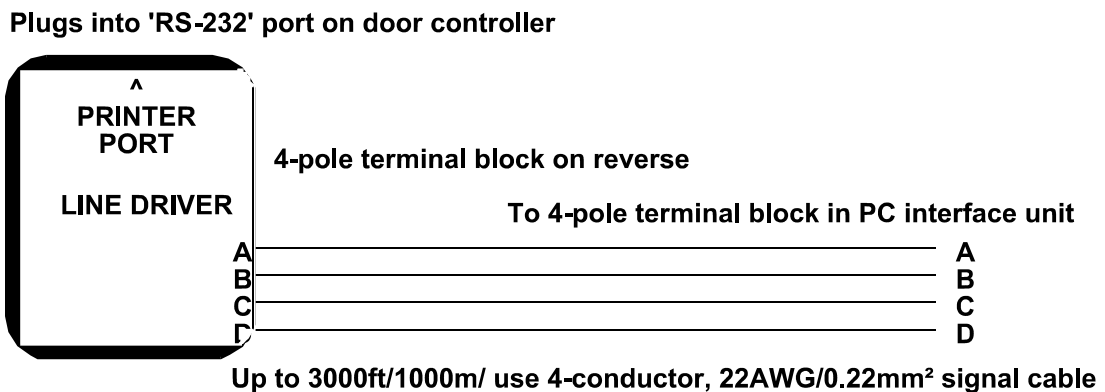 Plugs into 'RS-232' port on door controller
^
PRINTER
PORT
4-pole terminal block on reverse
LINE DRIVER
To 4-pole terminal block in PC interface unit
A A
B B
C C
D D
Up to 3000ft/1000m/ use 4-conductor, 22AWG/0.22mm² signal cable